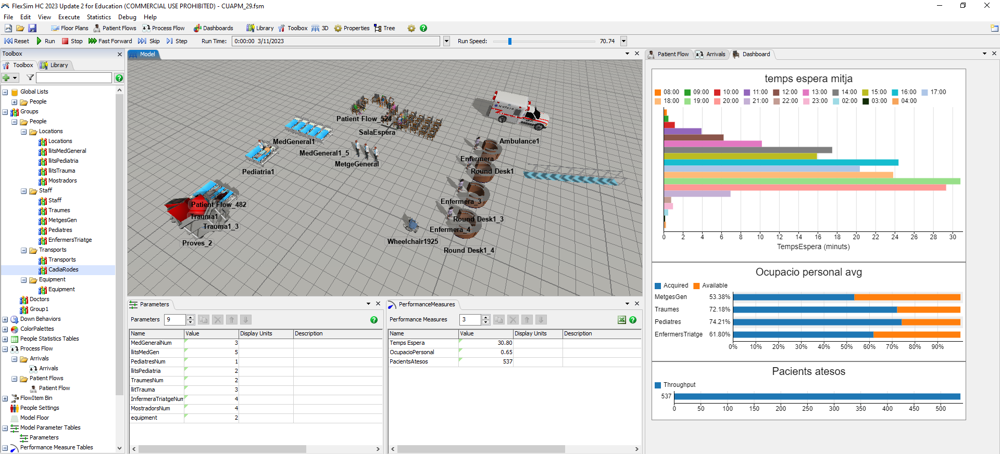 FlexSim HC 2023 Update 2 for Education (COMMERCIAL USE PROHIBITED) - CUAPM_29.fsm
File Edit View Execute Statistics Debug Help
Floor Plans Patient Flows Process Flow Dashboards Library Toolbox 3D Properties Tree
Reset Run Stop Fast Forward Skip Step Run Time: 0:00:00 3/11/2023 Run Speed: 70.74
Toolbox
Toolbox Library
Global Lists
People
Groups
People
Locations
Locations
llitsMedGeneral
llitsPediatria
llitsTrauma
Mostradors
Staff
Staff
Traumes
MetgesGen
Pediatres
EnfermersTriatge
Transports
Transports
CadiaRodes
Equipment
Equipment
Doctors
Group1
Down Behaviors
ColorPalettes
People Statistics Tables
Process Flow
Arrivals
Arrivals
Patient Flows
Patient Flow
FlowItem Bin
People Settings
Model Floor
Model Parameter Tables
Parameters
Performance Measure Tables
Model
Patient Flow_524
SalaEspera
MedGeneral1
MedGeneral1_5
MetgeGeneral
Pediatria1
Ambulance1
Enfermera
Round Desk1
Enfermera_3
Round Desk1_3
Enfermera_4
Wheelchair1925
Round Desk1_4
Patient Flow_482
Trauma1
Trauma1_3
Proves_2
Parameters
Parameters 9
Name Value Display Units Description
MedGeneralNum 3
llitsMedGen 5
PediatresNum 1
llitsPediatria 2
TraumesNum 2
llitTrauma 3
InfermeraTriatgeNum 4
MostradorsNum 4
equipment 2
PerformanceMeasures
Performance Measures 3
Name Value Display Units Description
Temps Espera 30.80
OcupacioPersonal 0.65
PacientsAtesos 537
Patient Flow Arrivals Dashboard
temps espera mitja
08:00 09:00 10:00 11:00 12:00 13:00 14:00 15:00 16:00 17:00
18:00 19:00 20:00 21:00 22:00 23:00 02:00 03:00 04:00
0 2 4 6 8 10 12 14 16 18 20 22 24 26 28 30
TempsEspera (minuts)
Ocupacio personal avg
Acquired Available
MetgesGen 53.38%
Traumes 72.18%
Pediatres 74.21%
EnfermersTriatge 61.80%
0% 10% 20% 30% 40% 50% 60% 70% 80% 90%
Pacients atesos
Throughput
537
0 50 100 150 200 250 300 350 400 450 500